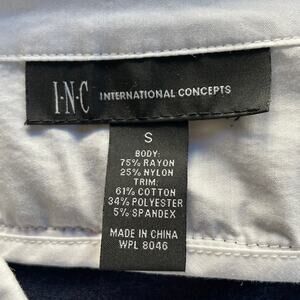 I·N·C INTERNATIONAL CONCEPTS
S
BODY:
75% RAYON
25% NYLON
TRIM:
61% COTTON
34% POLYESTER
5% SPANDEX
MADE IN CHINA
WPL 8046